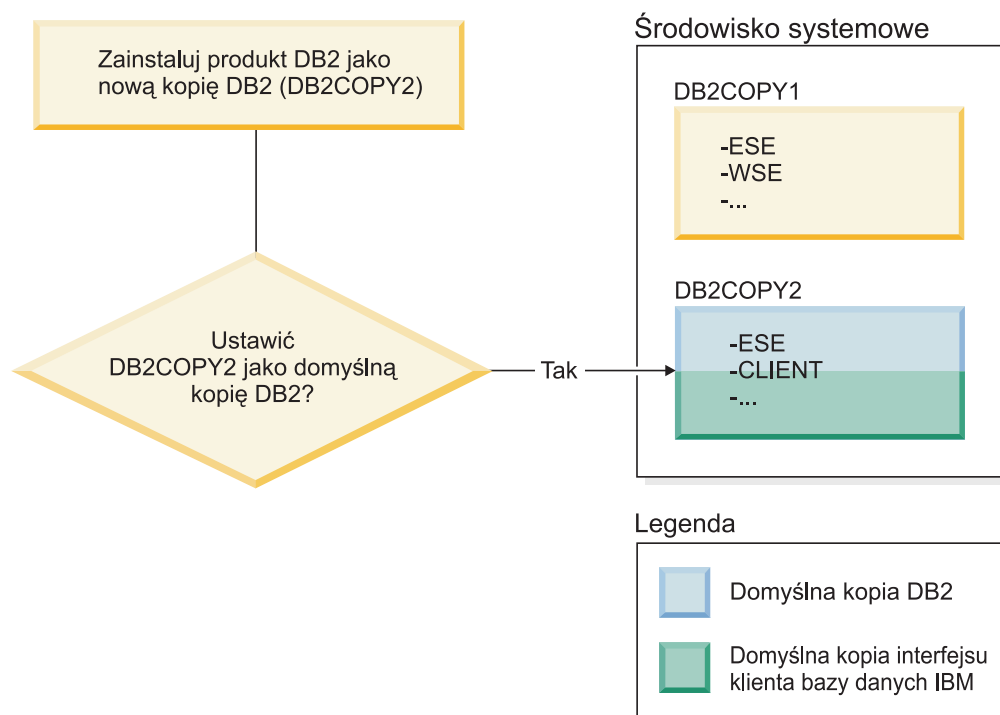 Zainstaluj produkt DB2 jako
nową kopię DB2 (DB2COPY2)
Ustawić
DB2COPY2 jako domyślną
kopię DB2?
Tak
Środowisko systemowe
DB2COPY1
-ESE
-WSE
-...
DB2COPY2
-ESE
-CLIENT
-...
Legenda
Domyślna kopia DB2
Domyślna kopia interfejsu
klienta bazy danych IBM